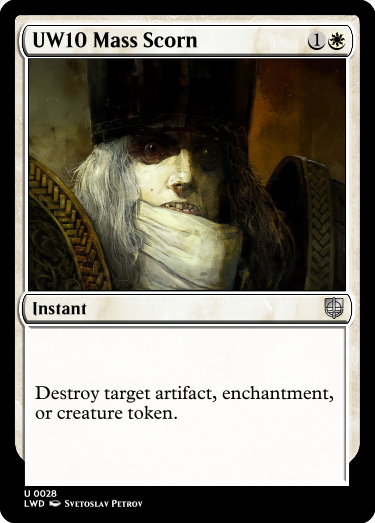 UW10 Mass Scorn 1
Instant
Destroy target artifact, enchantment,
or creature token.
U 0028
LWD Svetoslav Petrov